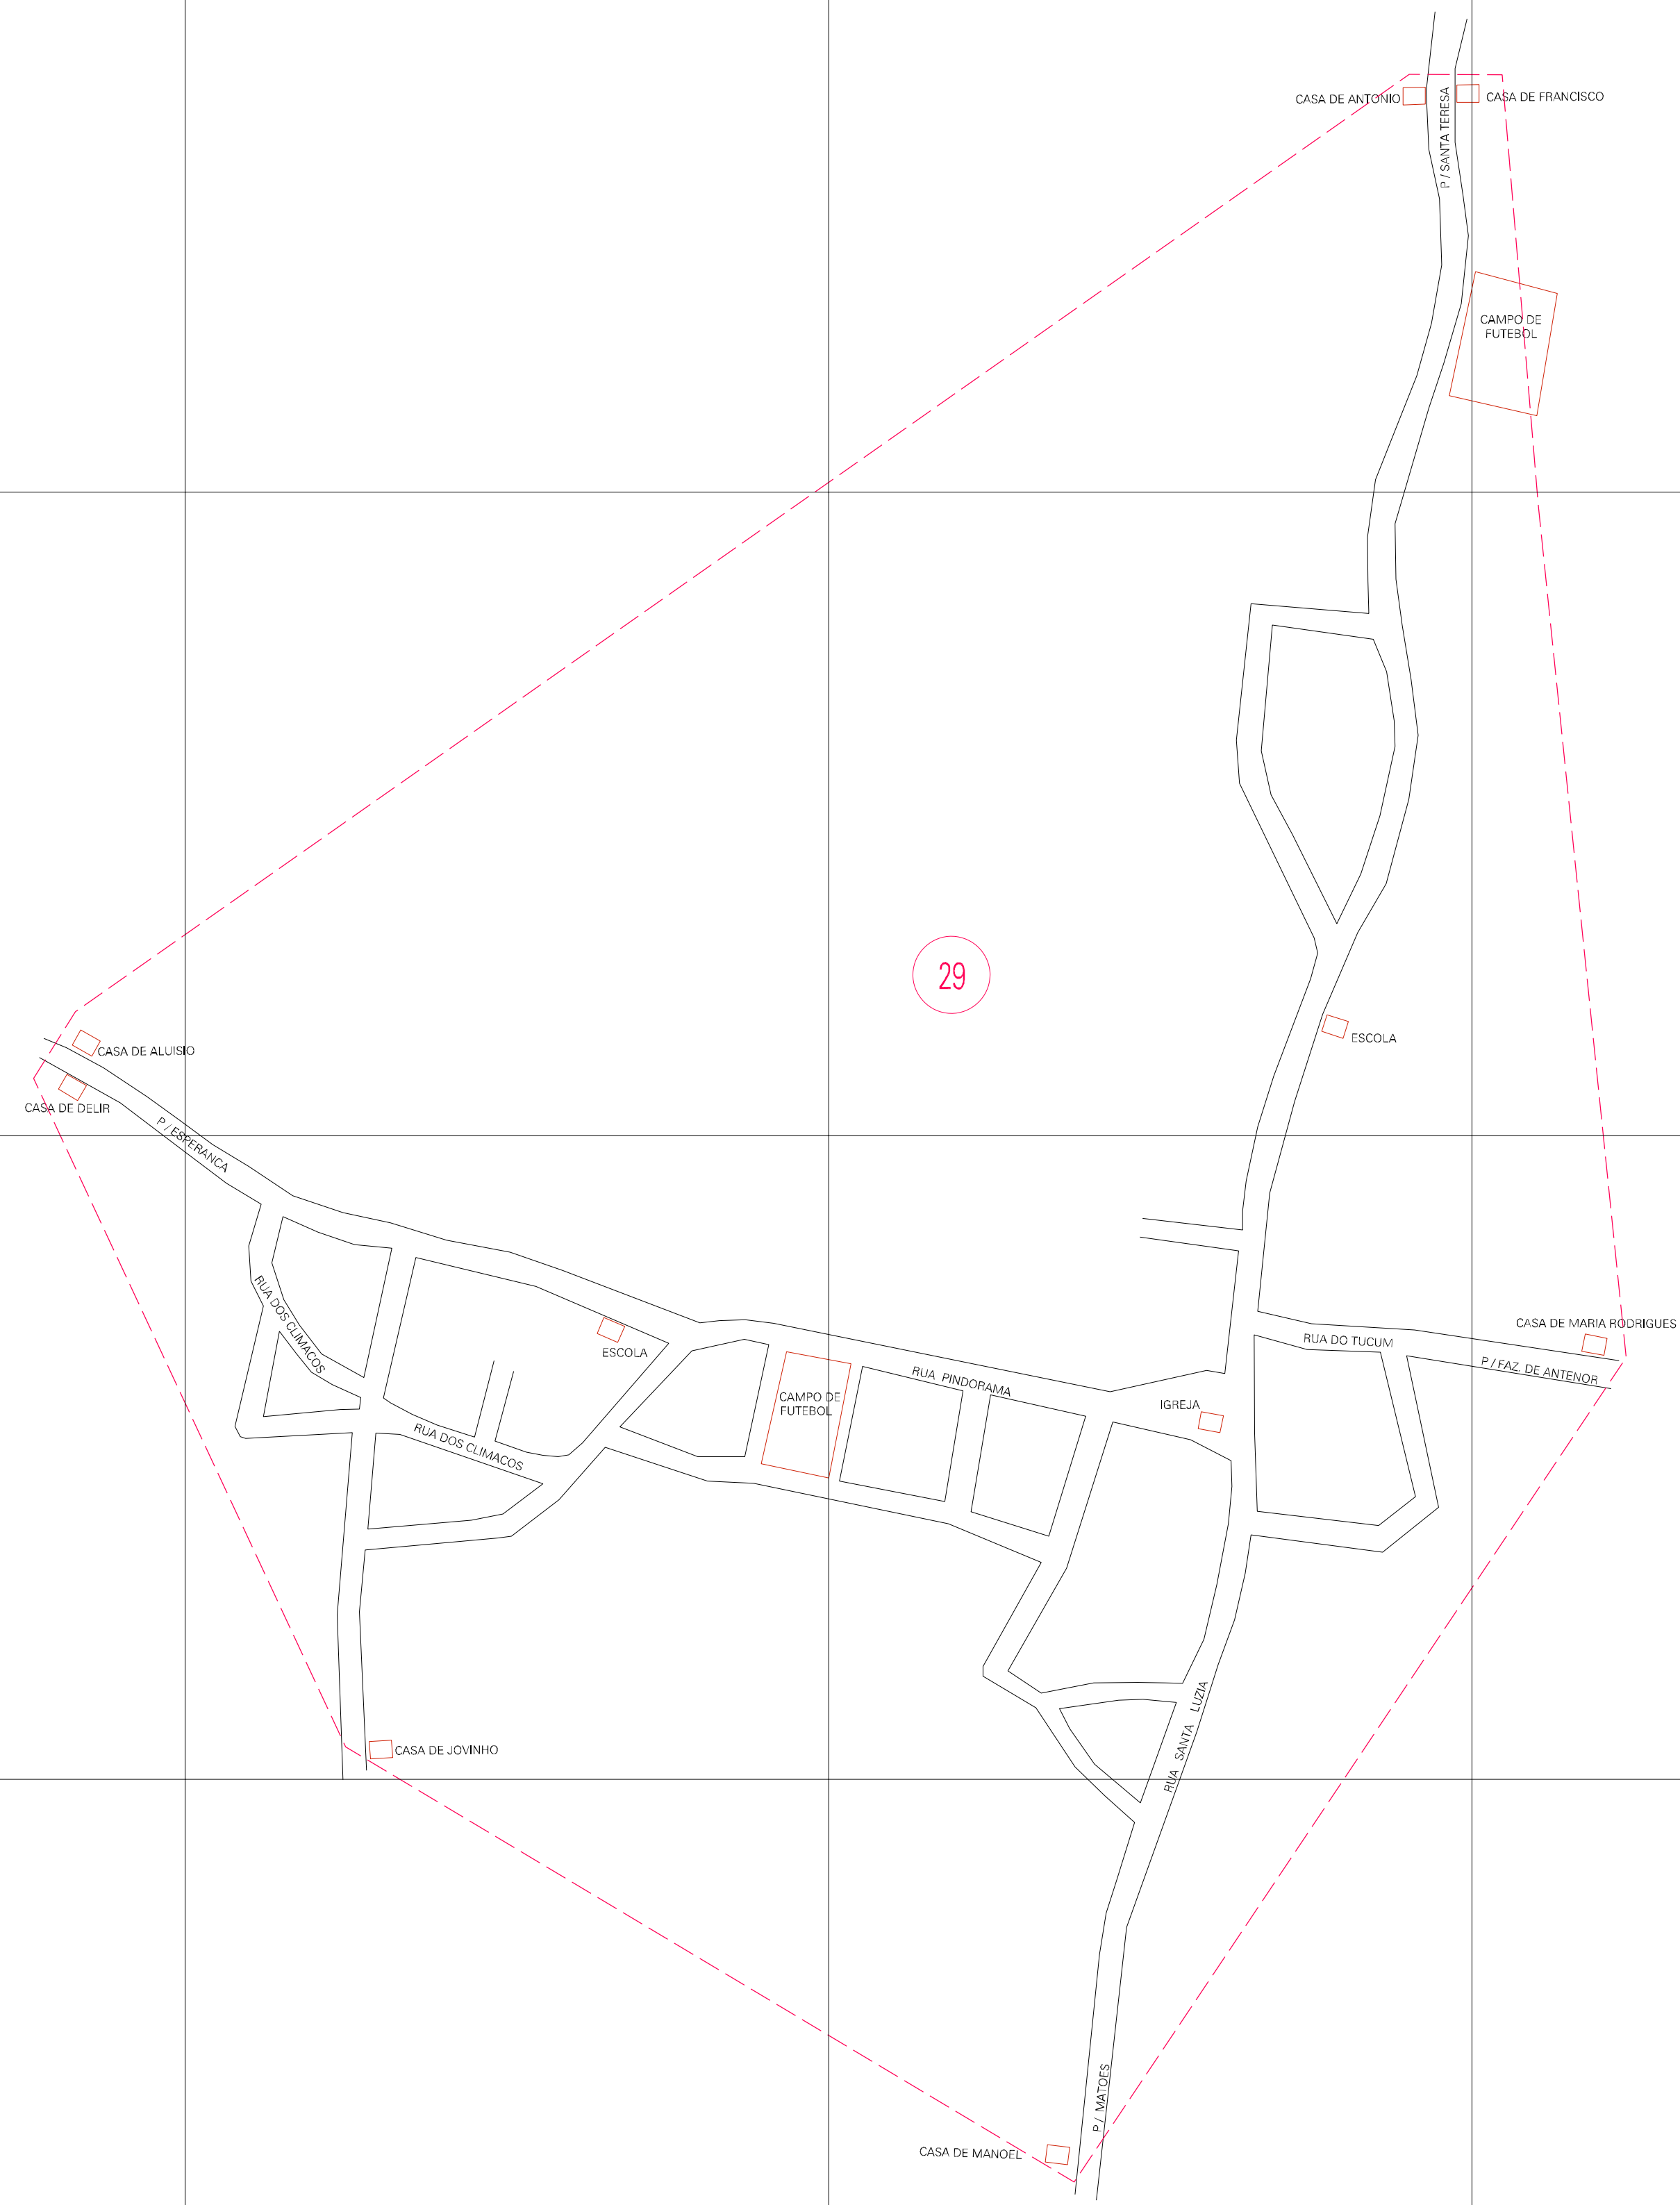 CASA DE ANTONIO
P / SANTA TERESA
CASA DE FRANCISCO
CAMPO DE
FUTEBOL
29
ESCOLA
CASA DE ALUISIO
CASA DE DELIR
P / ESPERANCA
RUA DOS CLIMACOS
ESCOLA
CASA DE MARIA RODRIGUES
RUA DO TUCUM
P / FAZ. DE ANTENOR
RUA PINDORAMA
CAMPO DE
FUTEBOL
IGREJA
RUA DOS CLIMACOS
RUA SANTA LUZIA
CASA DE JOVINHO
P / MATOES
CASA DE MANOEL